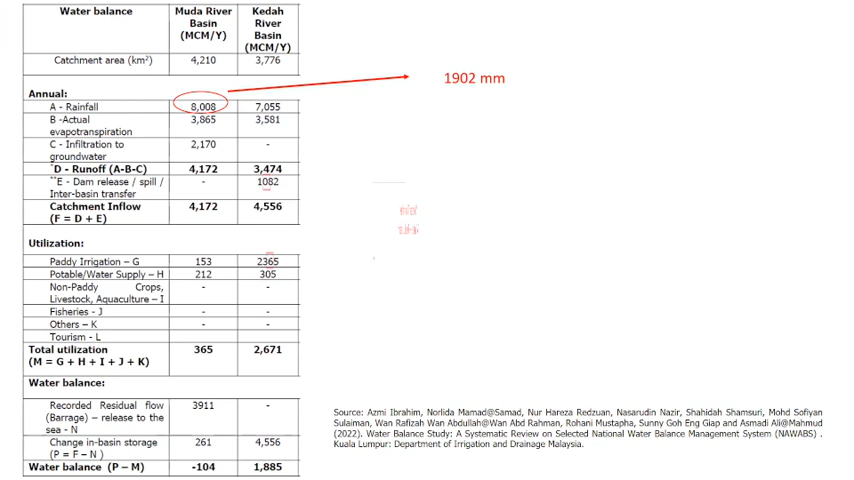 Water balance Muda River Basin (MCM/Y) Kedah River Basin (MCM/Y)
Catchment area (km²) 4,210 3,776
1902 mm
Annual:
A - Rainfall 8,008 7,055
B -Actual evapotranspiration 3,865 3,581
C - Infiltration to groundwater 2,170 -
*D - Runoff (A-B-C) 4,172 3,474
**E - Dam release / spill / Inter-basin transfer - 1082
Catchment Inflow (F = D + E) 4,172 4,556
Utilization:
Paddy Irrigation – G 153 2365
Potable/Water Supply – H 212 305
Non-Paddy Crops, Livestock, Aquaculture – I - -
Fisheries - J - -
Others – K - -
Tourism - L
Total utilization (M = G + H + I + J + K) 365 2,671
Water balance:
Recorded Residual flow (Barrage) – release to the sea - N 3911 -
Change in-basin storage (P = F – N ) 261 4,556
Water balance (P – M) -104 1,885
Source: Azmi Ibrahim, Norlida Mamad@Samad, Nur Hareza Redzuan, Nasarudin Nazir, Shahidah Shamsuri, Mohd Sofiyan
Sulaiman, Wan Rafizah Wan Abdullah@Wan Abd Rahman, Rohani Mustapha, Sunny Goh Eng Giap and Asmadi Ali@Mahmud
(2022). Water Balance Study: A Systematic Review on Selected National Water Balance Management System (NAWABS) .
Kuala Lumpur: Department of Irrigation and Drainage Malaysia.